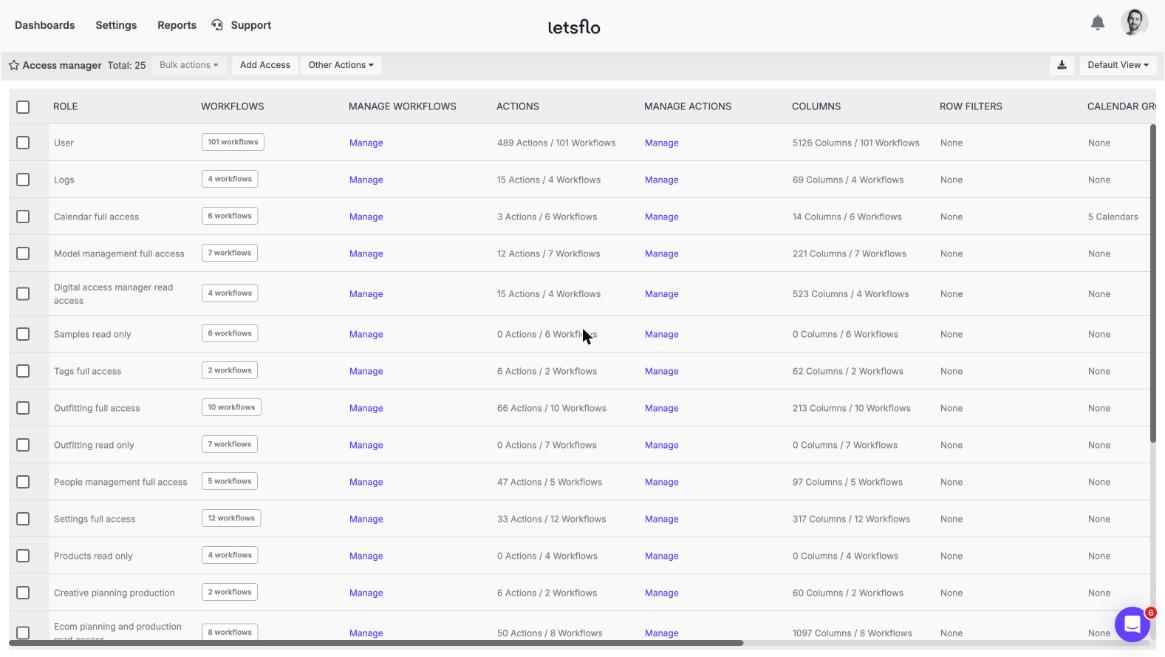 Dashboards Settings Reports Support letsflo
Access manager Total: 25 Bulk actions Add Access Other Actions Default View
ROLE WORKFLOWS MANAGE WORKFLOWS ACTIONS MANAGE ACTIONS COLUMNS ROW FILTERS CALENDAR
User 101 workflows Manage 489 Actions / 101 Workflows Manage 5126 Columns / 101 Workflows None None
Logs 4 workflows Manage 15 Actions / 4 Workflows Manage 69 Columns / 4 Workflows None None
Calendar full access 6 workflows Manage 3 Actions / 6 Workflows Manage 14 Columns / 6 Workflows None 5 Calendars
Model management full access 7 workflows Manage 12 Actions / 7 Workflows Manage 221 Columns / 7 Workflows None None
Digital access manager read
access 4 workflows Manage 15 Actions / 4 Workflows Manage 523 Columns / 4 Workflows None None
Samples read only 6 workflows Manage 0 Actions / 6 Workflows Manage 0 Columns / 6 Workflows None None
Tags full access 2 workflows Manage 6 Actions / 2 Workflows Manage 62 Columns / 2 Workflows None None
Outfitting full access 10 workflows Manage 66 Actions / 10 Workflows Manage 213 Columns / 10 Workflows None None
Outfitting read only 7 workflows Manage 0 Actions / 7 Workflows Manage 0 Columns / 7 Workflows None None
People management full access 5 workflows Manage 47 Actions / 5 Workflows Manage 97 Columns / 5 Workflows None None
Settings full access 12 workflows Manage 33 Actions / 12 Workflows Manage 317 Columns / 12 Workflows None None
Products read only 4 workflows Manage 0 Actions / 4 Workflows Manage 0 Columns / 4 Workflows None None
Creative planning production 2 workflows Manage 6 Actions / 2 Workflows Manage 60 Columns / 2 Workflows None None
Ecom planning and production
read access 8 workflows Manage 50 Actions / 8 Workflows Manage 1097 Columns / 8 Workflows None None
6